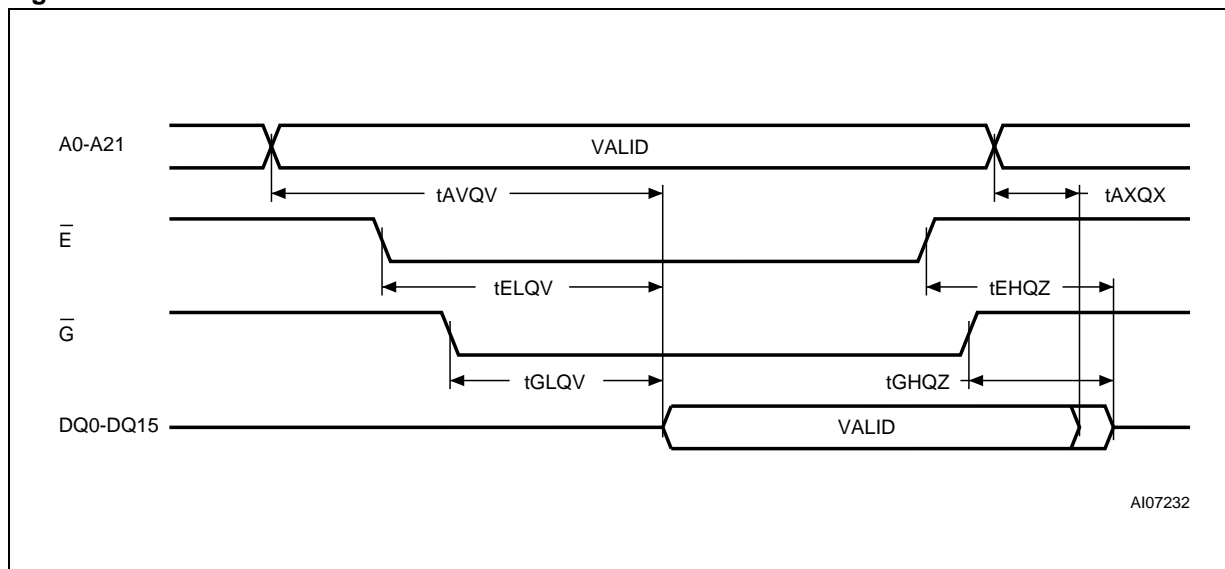 A0-A21
VALID
tAVQV
tAXQX
E
tELQV
tEHQZ
G
tGLQV
tGHQZ
DQ0-DQ15
VALID
AI07232